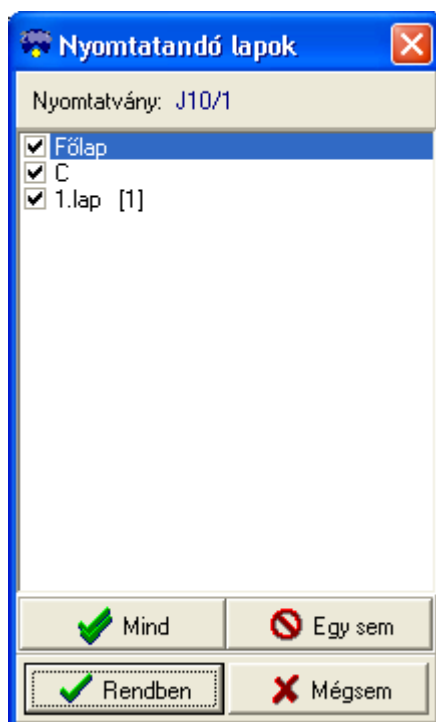 Nyomtatandó lapok
Nyomtatvány: J10/1
Főlap
C
1.lap [1]
Mind
Egy sem
Rendben
Mégsem